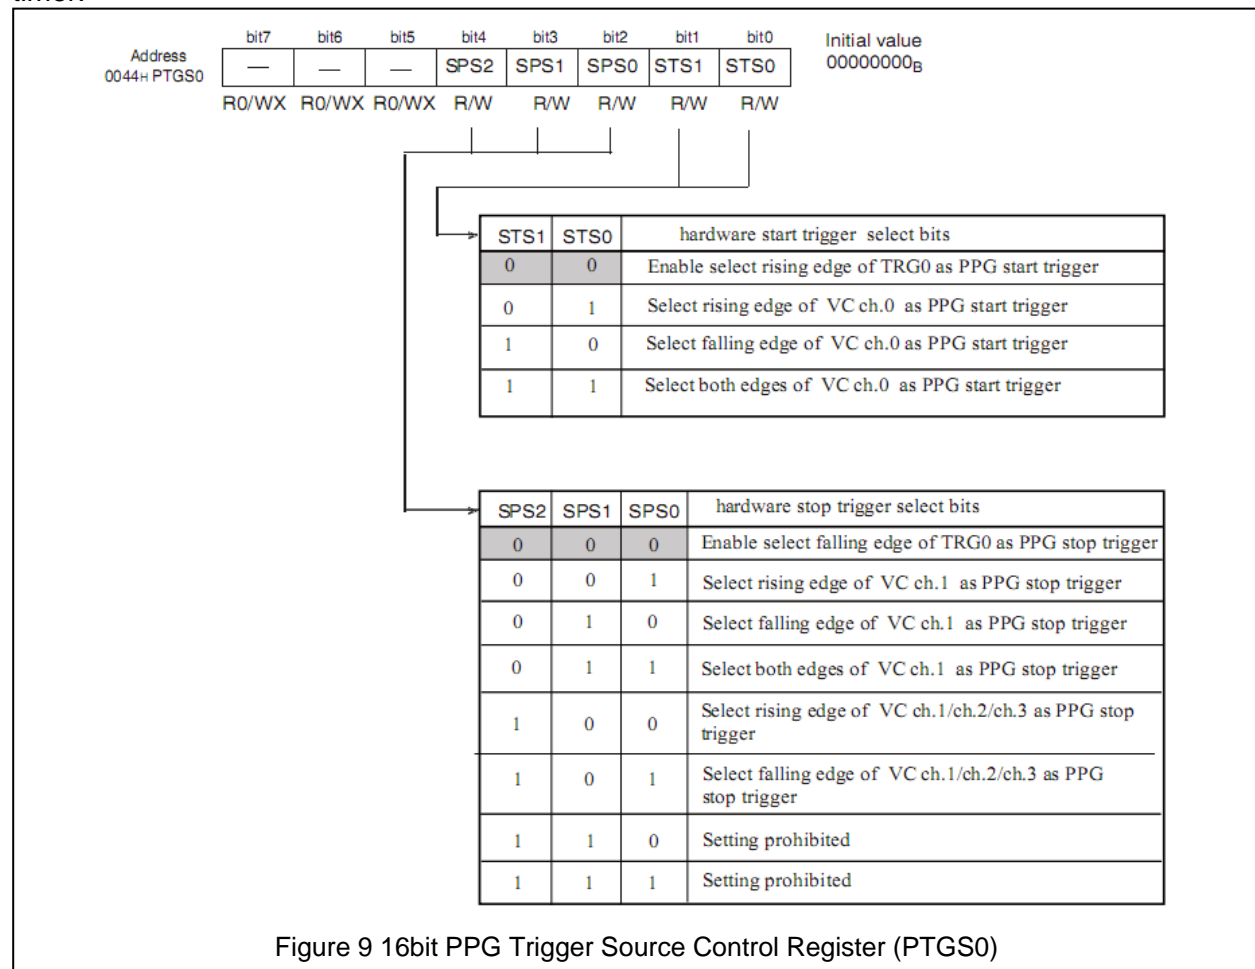 timer.
bit7 bit6 bit5 bit4 bit3 bit2 bit1 bit0 Initial value
Address
0044H PTGS0 — — — SPS2 SPS1 SPS0 STS1 STS0 00000000B
R0/WX R0/WX R0/WX R/W R/W R/W R/W R/W
STS1 STS0 hardware start trigger select bits
0 0 Enable select rising edge of TRG0 as PPG start trigger
0 1 Select rising edge of VC ch.0 as PPG start trigger
1 0 Select falling edge of VC ch.0 as PPG start trigger
1 1 Select both edges of VC ch.0 as PPG start trigger
SPS2 SPS1 SPS0 hardware stop trigger select bits
0 0 0 Enable select falling edge of TRG0 as PPG stop trigger
0 0 1 Select rising edge of VC ch.1 as PPG stop trigger
0 1 0 Select falling edge of VC ch.1 as PPG stop trigger
0 1 1 Select both edges of VC ch.1 as PPG stop trigger
1 0 0 Select rising edge of VC ch.1/ch.2/ch.3 as PPG stop
trigger
1 0 1 Select falling edge of VC ch.1/ch.2/ch.3 as PPG
stop trigger
1 1 0 Setting prohibited
1 1 1 Setting prohibited
Figure 9 16bit PPG Trigger Source Control Register (PTGS0)